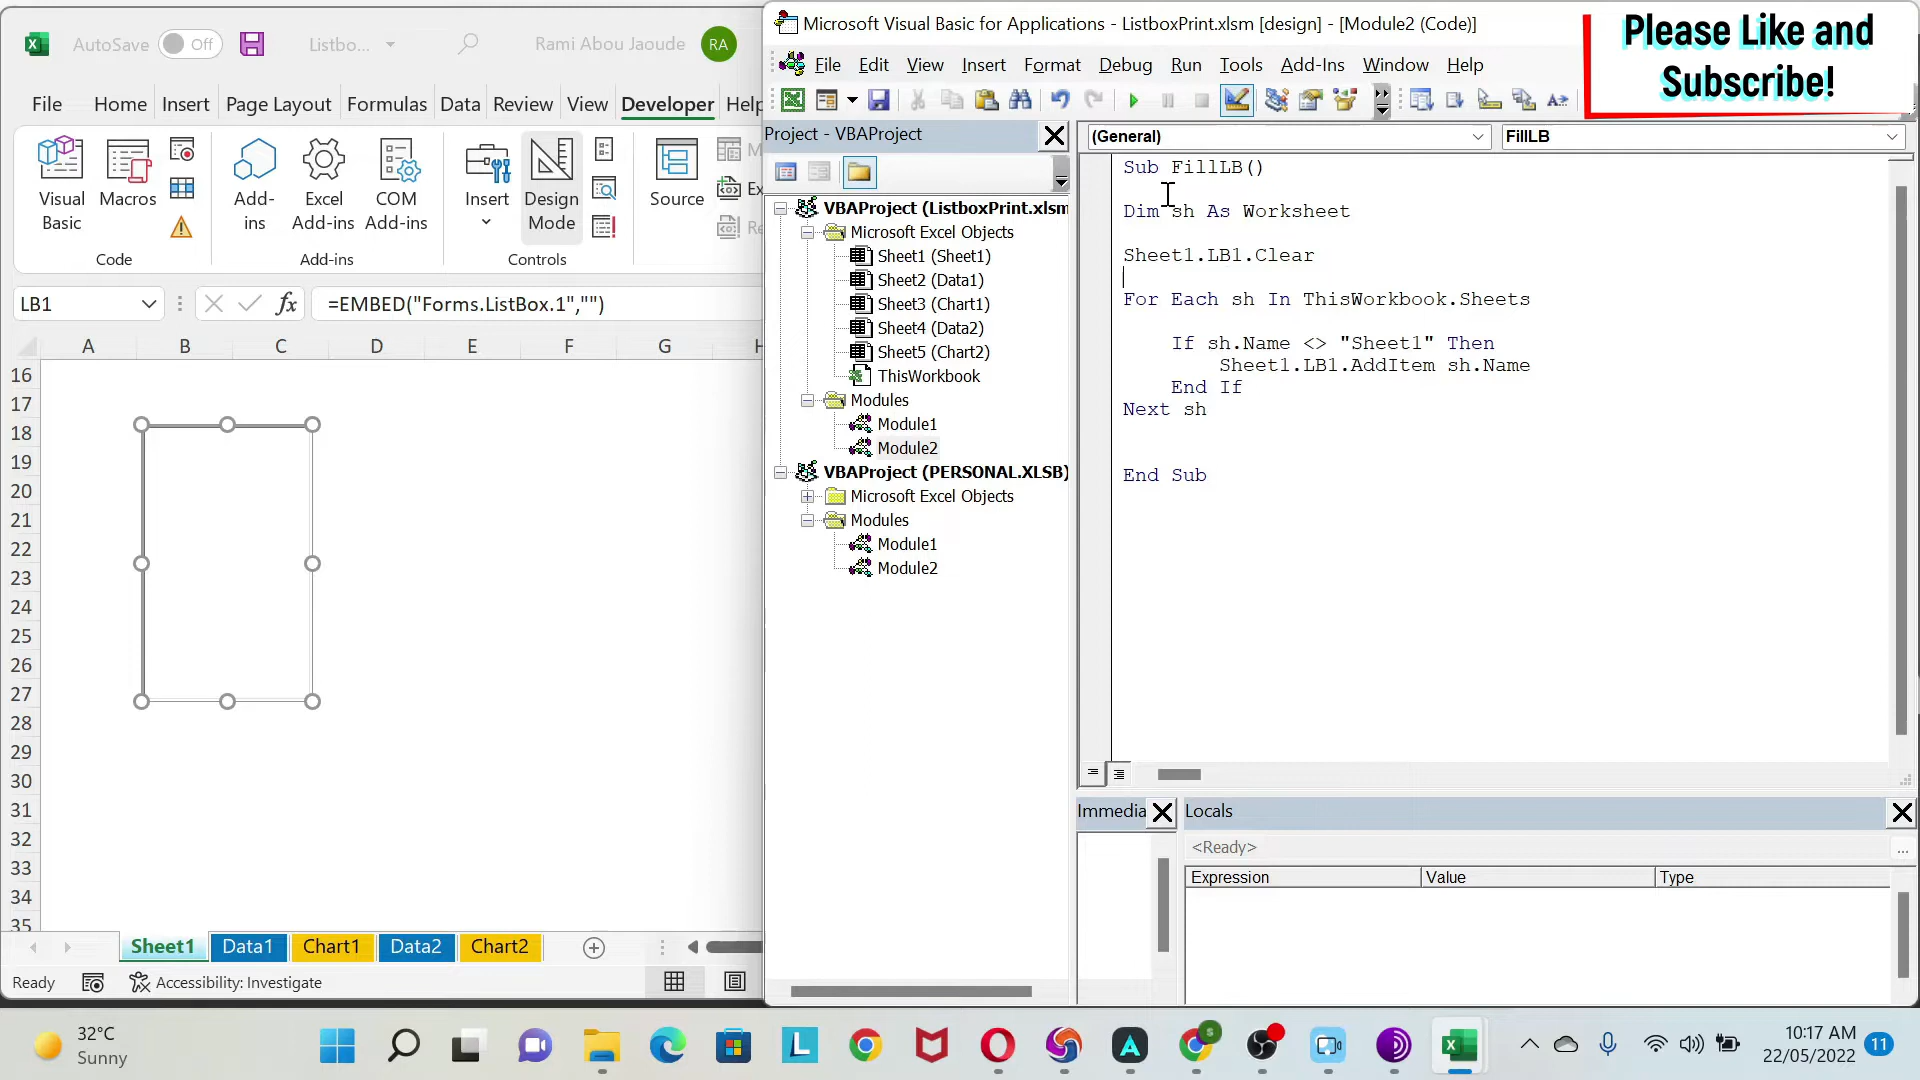 AutoSave Off Listbo... Rami Abou Jaoude RA
File Home Insert Page Layout Formulas Data Review View Developer Help
Visual Basic
Macros
Add-ins
Excel Add-ins
COM Add-ins
Insert
Design Mode
Source
Code
Add-ins
Controls
LB1
fx
=EMBED("Forms.ListBox.1","")
A B C D E F G H
16
17
18
19
20
21
22
23
24
25
26
27
28
29
30
31
32
33
34
35
Sheet1 Data1 Chart1 Data2 Chart2
Ready
Accessibility: Investigate
Microsoft Visual Basic for Applications - ListboxPrint.xlsm [design] - [Module2 (Code)]
File Edit View Insert Format Debug Run Tools Add-Ins Window Help
Please Like and
Subscribe!
Project - VBAProject
VBAProject (ListboxPrint.xlsm
Microsoft Excel Objects
Sheet1 (Sheet1)
Sheet2 (Data1)
Sheet3 (Chart1)
Sheet4 (Data2)
Sheet5 (Chart2)
ThisWorkbook
Modules
Module1
Module2
VBAProject (PERSONAL.XLSB)
Microsoft Excel Objects
Modules
Module1
Module2
(General)
FillLB
Sub FillLB()
Dim sh As Worksheet
Sheet1.LB1.Clear
For Each sh In ThisWorkbook.Sheets
If sh.Name <> "Sheet1" Then
Sheet1.LB1.AddItem sh.Name
End If
Next sh
End Sub
Immedia
Locals
<Ready>
...
Expression Value Type
32°C
Sunny
10:17 AM
22/05/2022
11